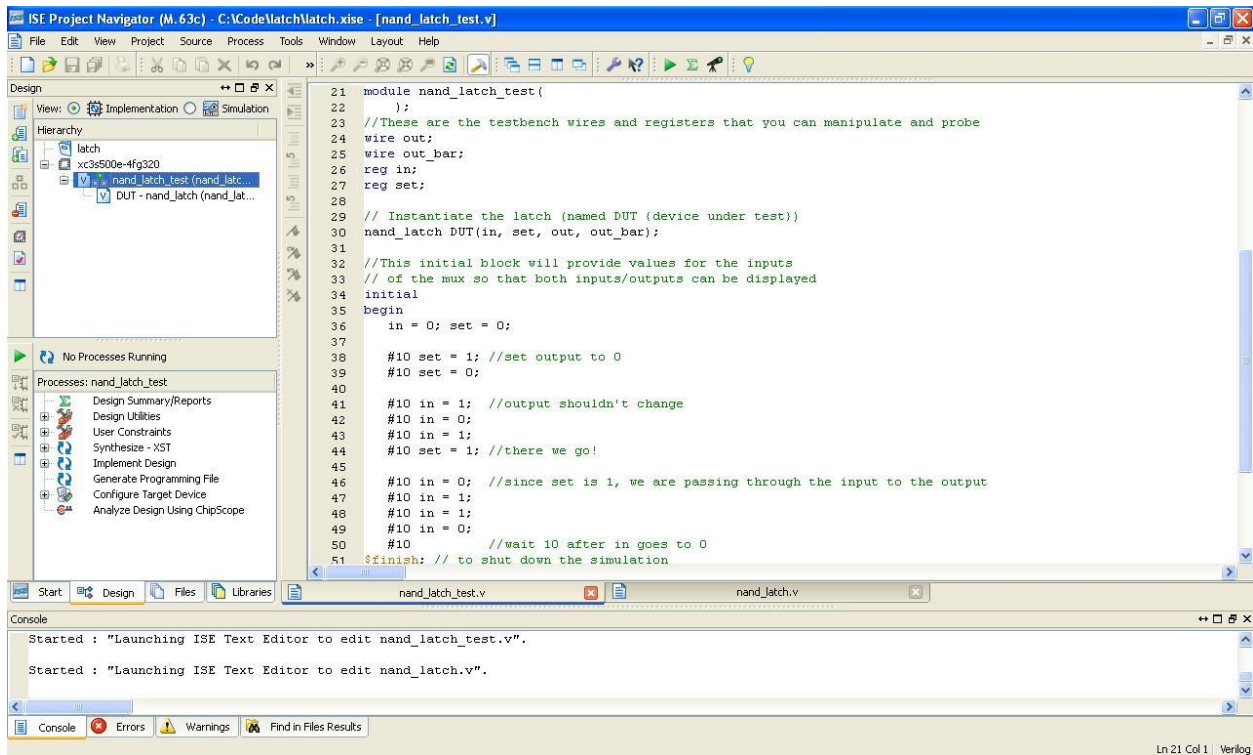 ISE Project Navigator (M.63c) - C:\Code\latch\latch.xise - [nand_latch_test.v]
File Edit View Project Source Process Tools Window Layout Help
Design
View: Implementation Simulation
Hierarchy
latch
xc3s500e-4fg320
nand_latch_test (nand_latc...
DUT - nand_latch (nand_lat...
No Processes Running
Processes: nand_latch_test
Design Summary/Reports
Design Utilities
User Constraints
Synthesize - XST
Implement Design
Generate Programming File
Configure Target Device
Analyze Design Using ChipScope
Start Design Files Libraries
21 module nand_latch_test(
22 );
23 //These are the testbench wires and registers that you can manipulate and probe
24 wire out;
25 wire out_bar;
26 reg in;
27 reg set;
28
29 // Instantiate the latch (named DUT {device under test})
30 nand_latch DUT(in, set, out, out_bar);
31
32 //This initial block will provide values for the inputs
33 // of the mux so that both inputs/outputs can be displayed
34 initial
35 begin
36 in = 0; set = 0;
37
38 #10 set = 1; //set output to 0
39 #10 set = 0;
40
41 #10 in = 1; //output shouldn't change
42 #10 in = 0;
43 #10 in = 1;
44 #10 set = 1; //there we go!
45
46 #10 in = 0; //since set is 1, we are passing through the input to the output
47 #10 in = 1;
48 #10 in = 1;
49 #10 in = 0;
50 #10 //wait 10 after in goes to 0
51 $finish; // to shut down the simulation
nand_latch_test.v nand_latch.v
Console
Started : "Launching ISE Text Editor to edit nand_latch_test.v".
Started : "Launching ISE Text Editor to edit nand_latch.v".
Console Errors Warnings Find in Files Results
Ln 21 Col 1 Verilog